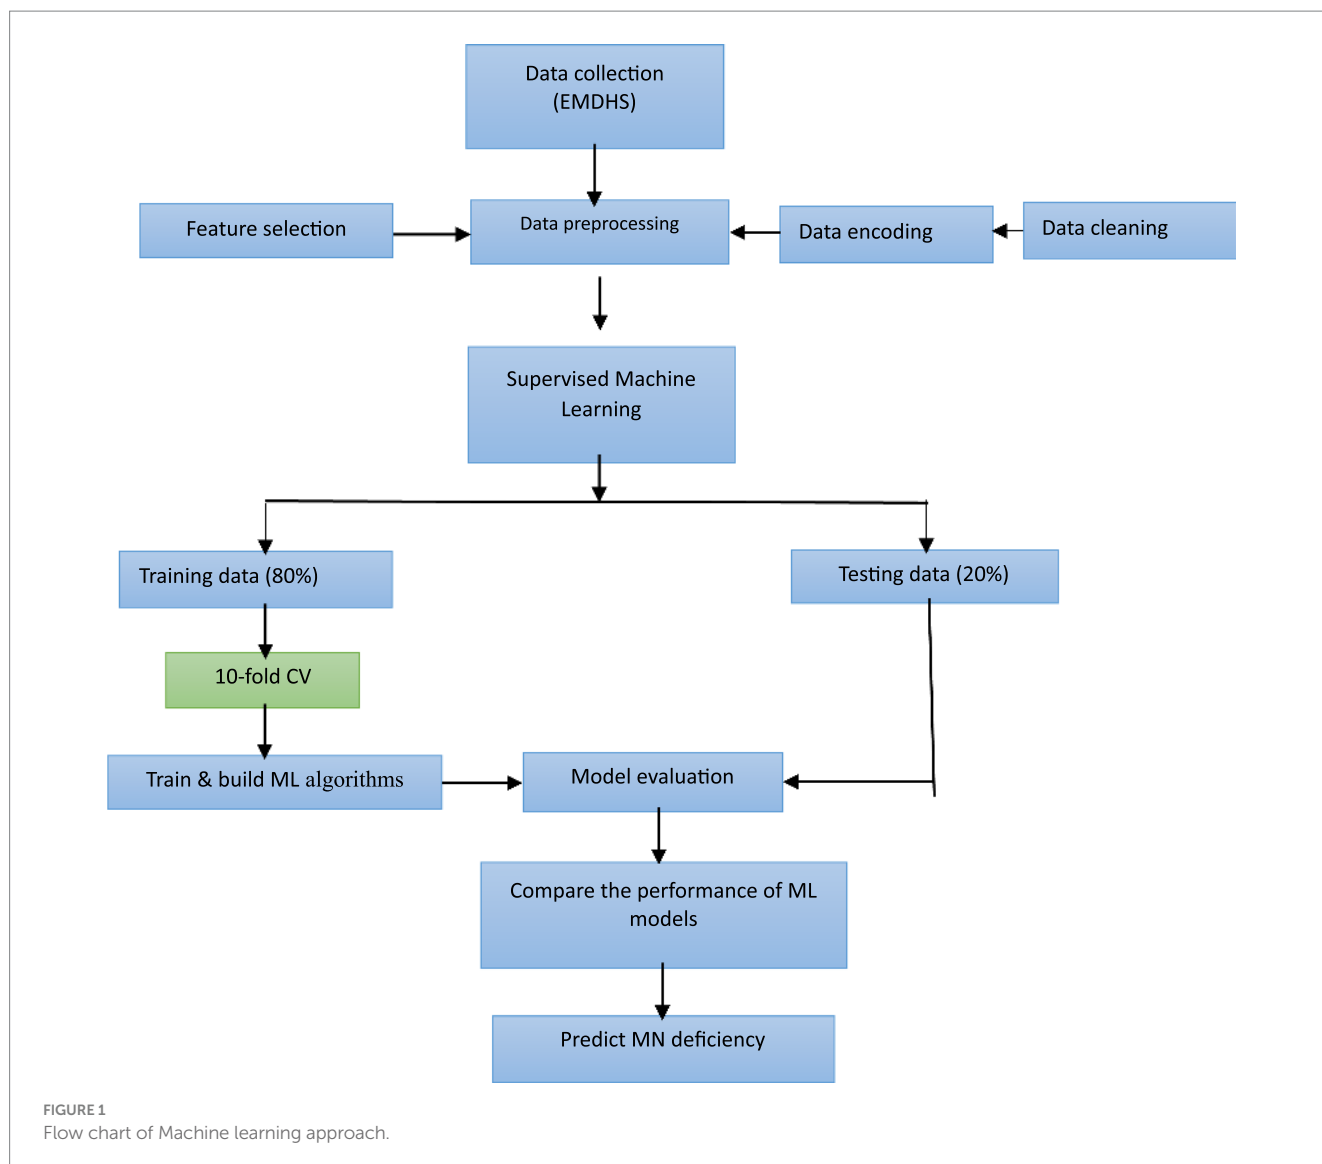 Data collection
(EMDHS)
Feature selection
Data preprocessing
Data encoding
Data cleaning
Supervised Machine
Learning
Training data (80%)
Testing data (20%)
10-fold CV
Train & build ML algorithms
Model evaluation
Compare the performance of ML
models
Predict MN deficiency
FIGURE 1
Flow chart of Machine learning approach.